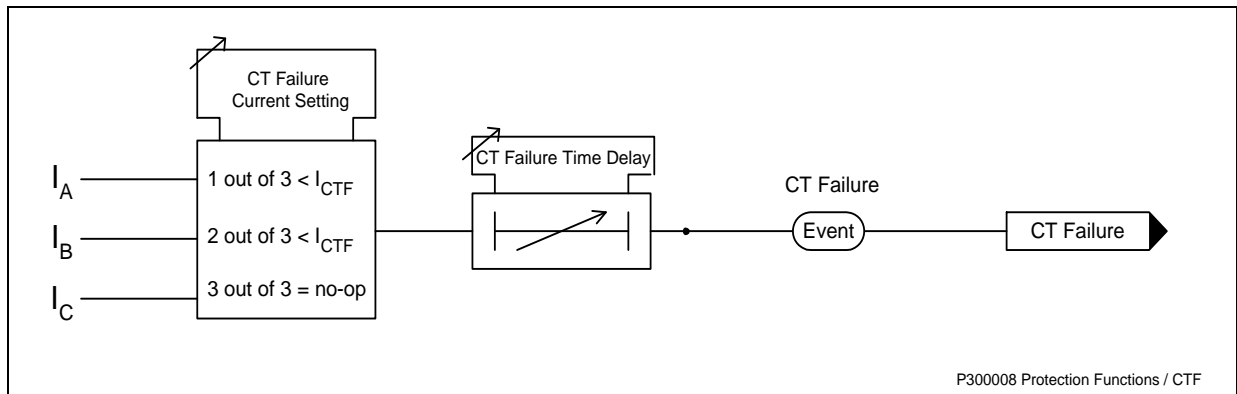 CT Failure
Current Setting
I_A
1 out of 3 < I_CTF
I_B
2 out of 3 < I_CTF
I_C
3 out of 3 = no-op
CT Failure Time Delay
CT Failure
Event
CT Failure
P300008 Protection Functions / CTF